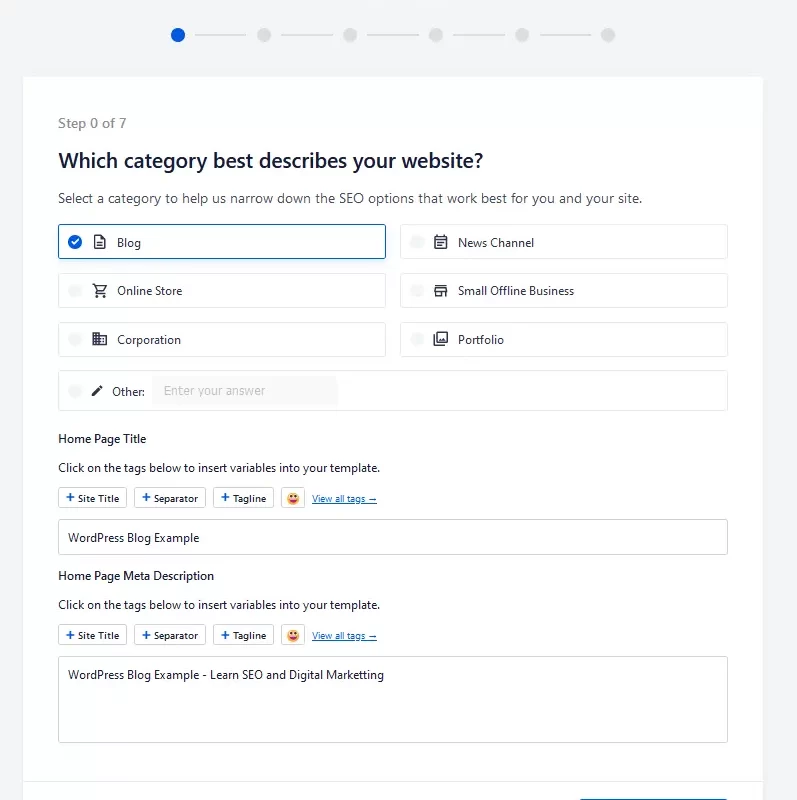 Step 0 of 7
Which category best describes your website?
Select a category to help us narrow down the SEO options that work best for you and your site.
Blog
News Channel
Online Store
Small Offline Business
Corporation
Portfolio
Other: Enter your answer
Home Page Title
Click on the tags below to insert variables into your template.
+ Site Title + Separator + Tagline View all tags →
WordPress Blog Example
Home Page Meta Description
Click on the tags below to insert variables into your template.
+ Site Title + Separator + Tagline View all tags →
WordPress Blog Example - Learn SEO and Digital Marketting